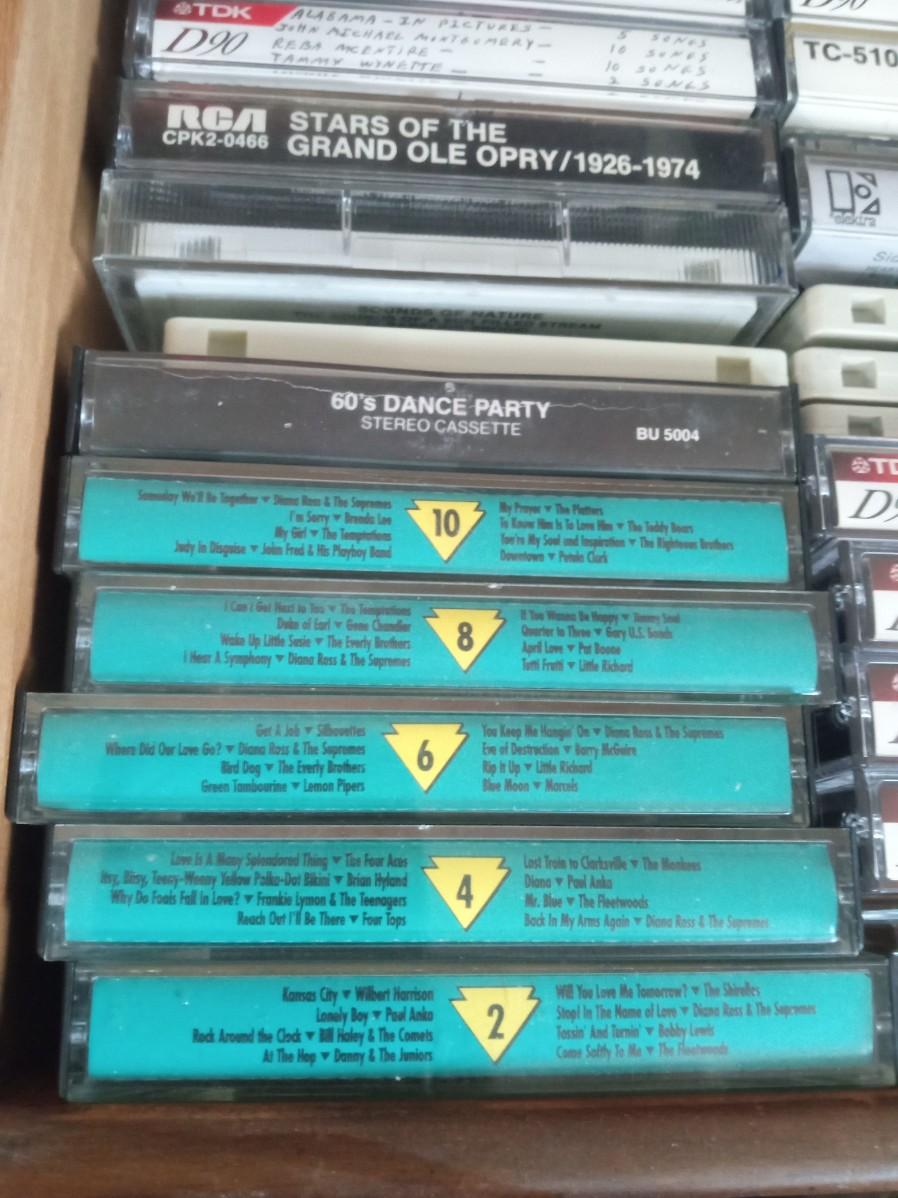 TDK
D90
ALABAMA - IN PICTURES - 5 SONGS
JOHN MICHAEL MONTGOMERY - 10 SONGS
REBA MCENTIRE - 10 SONGS
TAMMY WYNETTE - - 2 SONGS
D90
TC-510
RCA
CPK2-0466
STARS OF THE
GRAND OLE OPRY/1926-1974
elektra
SOUNDS OF NATURE
60's DANCE PARTY
STEREO CASSETTE
BU 5004
Someday We'll Be Together ▼ Diana Ross & The Supremes
I'm Sorry ▼ Brenda Lee
My Girl ▼ The Temptations
Judy In Disguise ▼ John Fred & His Playboy Band
10
My Prayer ▼ The Platters
To Know Him Is To Love Him ▼ The Teddy Bears
You're My Soul and Inspiration ▼ The Righteous Brothers
Downtown ▼ Petula Clark
I Can't Get Next to You ▼ The Temptations
Duke of Earl ▼ Gene Chandler
Wake Up Little Susie ▼ The Everly Brothers
I Hear A Symphony ▼ Diana Ross & The Supremes
8
If You Wanna Be Happy ▼ Jimmy Soul
Quarter to Three ▼ Gary U.S. Bonds
April Love ▼ Pat Boone
Tutti Frutti ▼ Little Richard
Get A Job ▼ Silhouettes
Where Did Our Love Go? ▼ Diana Ross & The Supremes
Bird Dog ▼ The Everly Brothers
Green Tambourine ▼ Lemon Pipers
6
You Keep Me Hangin' On ▼ Diana Ross & The Supremes
Eve of Destruction ▼ Barry McGuire
Rip It Up ▼ Little Richard
Blue Moon ▼ Marcels
Love Is A Many Splendored Thing ▼ The Four Aces
Itsy, Bitsy, Teeny-Weeny Yellow Polka-Dot Bikini ▼ Brian Hyland
Why Do Fools Fall In Love? ▼ Frankie Lymon & The Teenagers
Reach Out I'll Be There ▼ Four Tops
4
Last Train to Clarksville ▼ The Monkees
Diana ▼ Paul Anka
Mr. Blue ▼ The Fleetwoods
Back In My Arms Again ▼ Diana Ross & The Supremes
Kansas City ▼ Wilbert Harrison
Lonely Boy ▼ Paul Anka
Rock Around the Clock ▼ Bill Haley & The Comets
At The Hop ▼ Danny & The Juniors
2
Will You Love Me Tomorrow? ▼ The Shirelles
Stop! In The Name of Love ▼ Diana Ross & The Supremes
Tossin' And Turnin' ▼ Bobby Lewis
Come Softly To Me ▼ The Fleetwoods